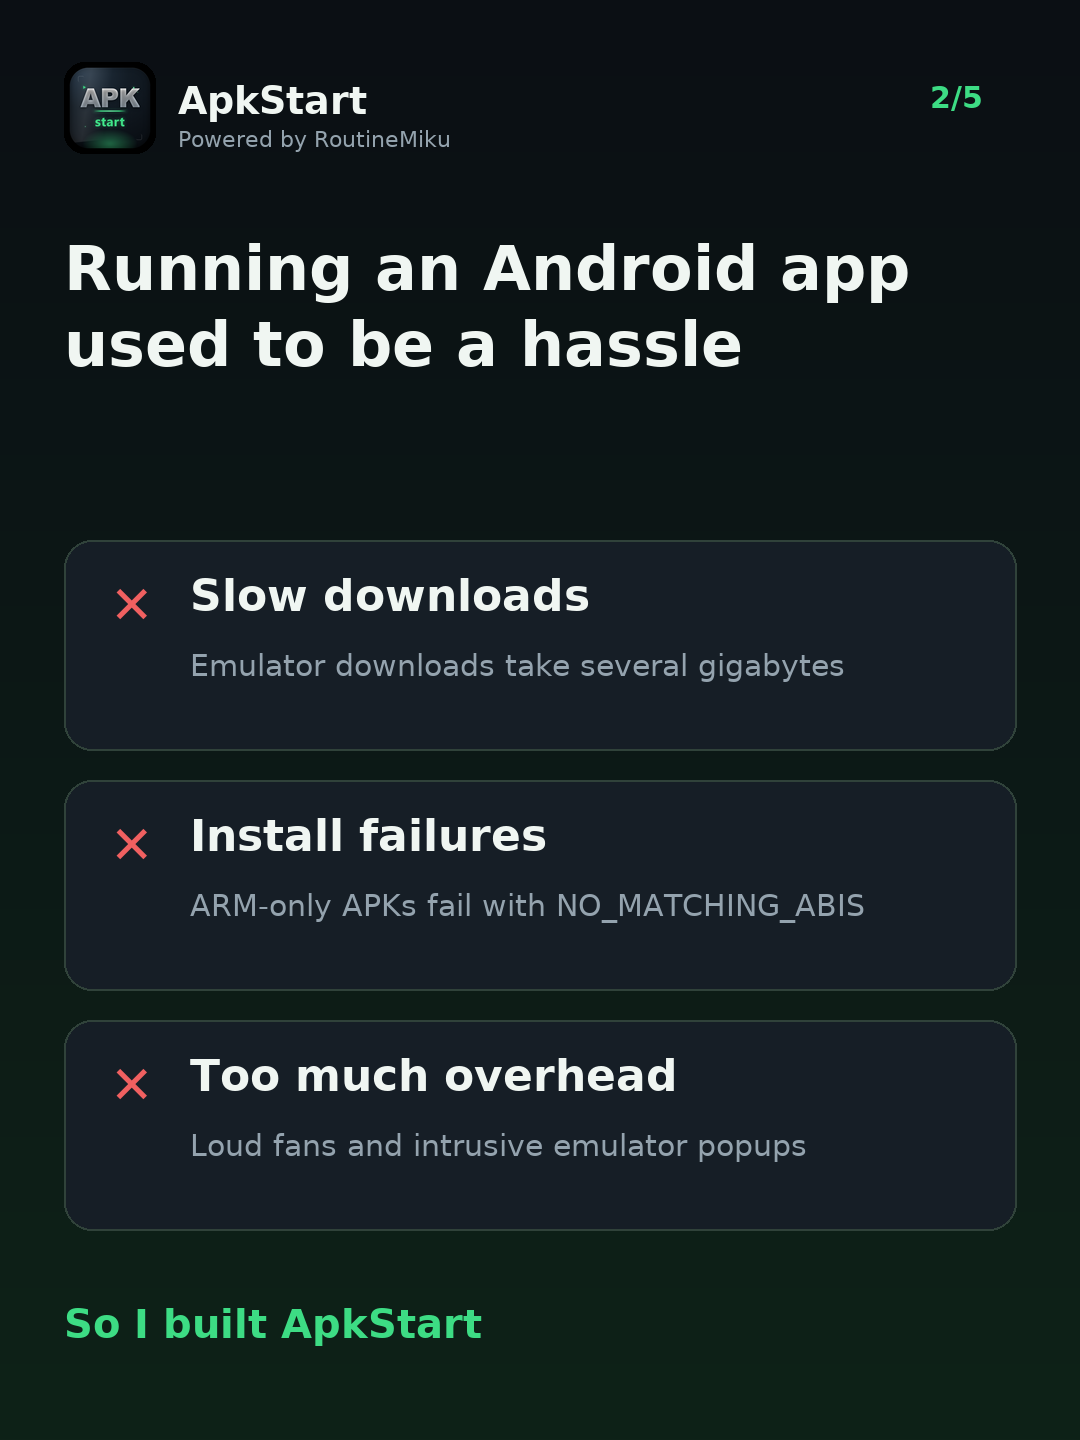 APK
start
ApkStart
Powered by RoutineMiku
2/5
Running an Android app
used to be a hassle
✕ Slow downloads
Emulator downloads take several gigabytes
✕ Install failures
ARM-only APKs fail with NO_MATCHING_ABIS
✕ Too much overhead
Loud fans and intrusive emulator popups
So I built ApkStart